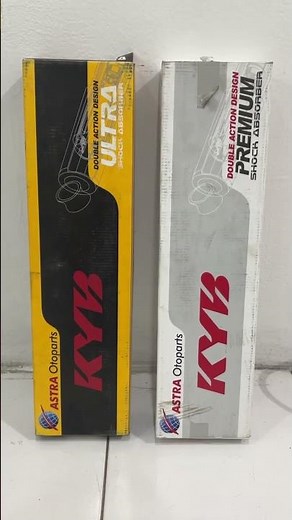 DOUBLE ACTION DESIGN
ULTRA
SHOCK ABSORBER
KYB
ASTRA Otoparts
DOUBLE ACTION DESIGN
PREMIUM
SHOCK ABSORBER
KYB
ASTRA Otoparts